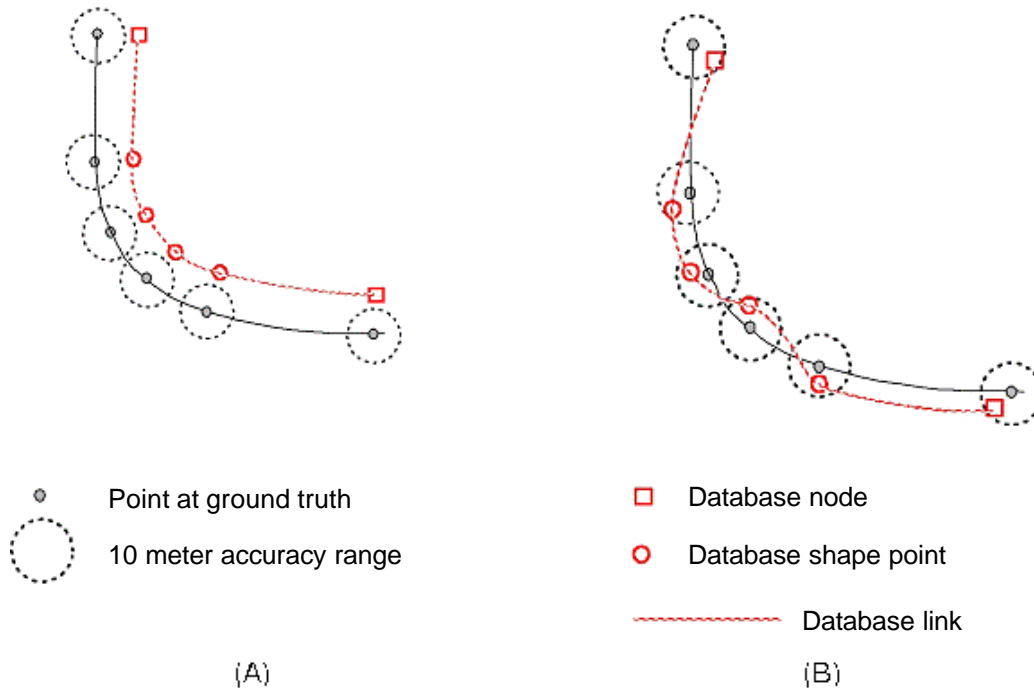 Point at ground truth
10 meter accuracy range
Database node
Database shape point
Database link
(A)
(B)